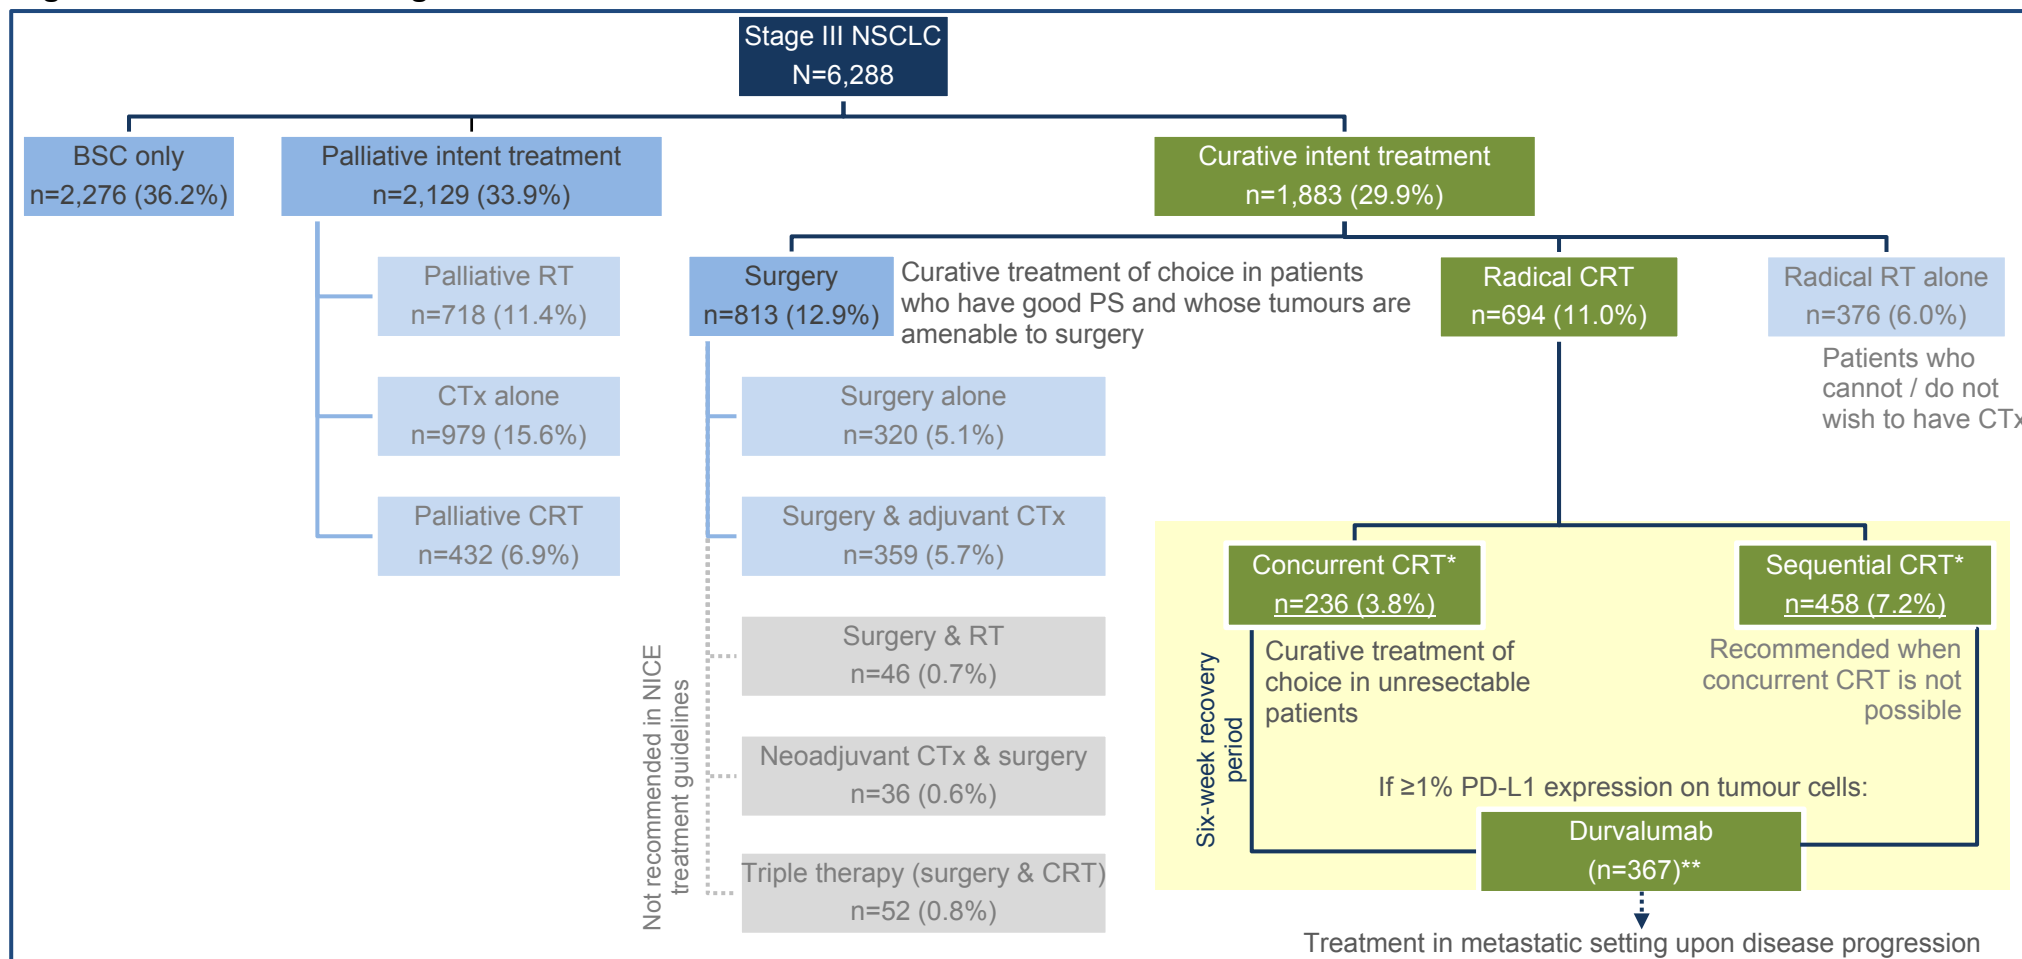 Stage III NSCLC
N=6,288
BSC only
n=2,276 (36.2%)
Palliative intent treatment
n=2,129 (33.9%)
Curative intent treatment
n=1,883 (29.9%)
Palliative RT
n=718 (11.4%)
CTx alone
n=979 (15.6%)
Palliative CRT
n=432 (6.9%)
Surgery
n=813 (12.9%)
Curative treatment of choice in patients
who have good PS and whose tumours are
amenable to surgery
Radical CRT
n=694 (11.0%)
Radical RT alone
n=376 (6.0%)
Patients who
cannot / do not
wish to have CTx
Surgery alone
n=320 (5.1%)
Surgery & adjuvant CTx
n=359 (5.7%)
Not recommended in NICE
treatment guidelines
Surgery & RT
n=46 (0.7%)
Neoadjuvant CTx & surgery
n=36 (0.6%)
Triple therapy (surgery & CRT)
n=52 (0.8%)
Concurrent CRT*
n=236 (3.8%)
Sequential CRT*
n=458 (7.2%)
Six-week recovery
period
Curative treatment of
choice in unresectable
patients
Recommended when
concurrent CRT is not
possible
If ≥1% PD-L1 expression on tumour cells:
Durvalumab
(n=367)**
Treatment in metastatic setting upon disease progression